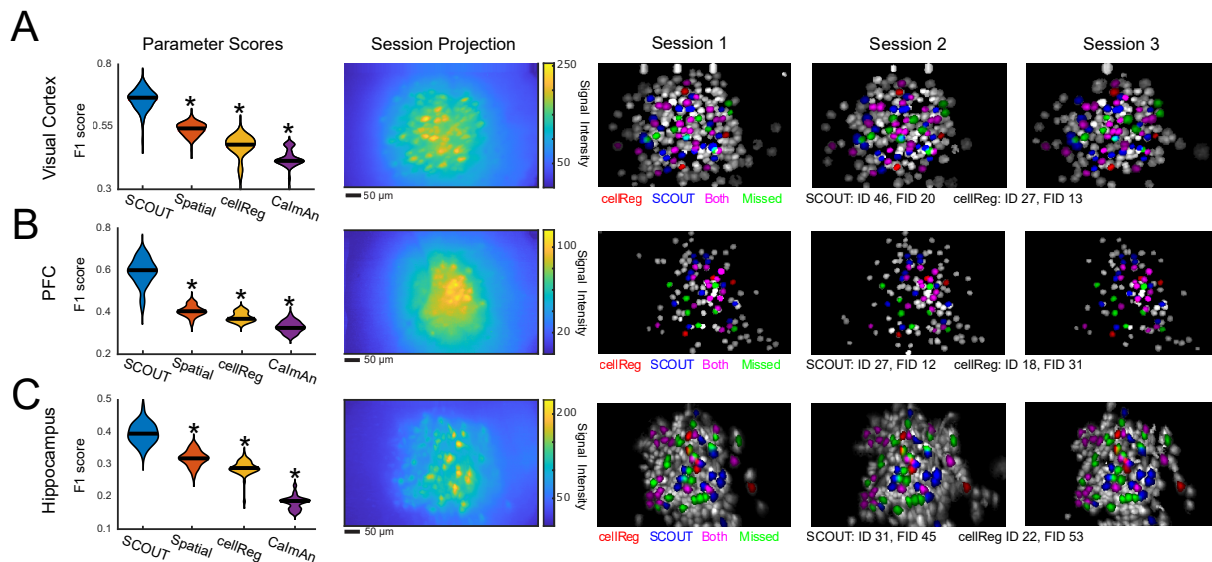 A
Parameter Scores
Session Projection
Session 1
Session 2
Session 3
Visual Cortex
F1 score
0.8
0.55
0.3
*
*
*
SCOUT
Spatial
cellReg
CaImAn
250
50
Signal Intensity
50 µm
cellReg SCOUT Both Missed
SCOUT: ID 46, FID 20 cellReg: ID 27, FID 13
B
PFC
F1 score
0.6
0.4
0.2
*
*
*
SCOUT
Spatial
cellReg
CaImAn
100
20
Signal Intensity
50 µm
cellReg SCOUT Both Missed
SCOUT: ID 27, FID 12 cellReg: ID 18, FID 31
C
Hippocampus
F1 score
0.5
0.4
0.3
0.2
0.1
*
*
*
SCOUT
Spatial
cellReg
CaImAn
200
50
Signal Intensity
50 µm
cellReg SCOUT Both Missed
SCOUT: ID 31, FID 45 cellReg ID 22, FID 53